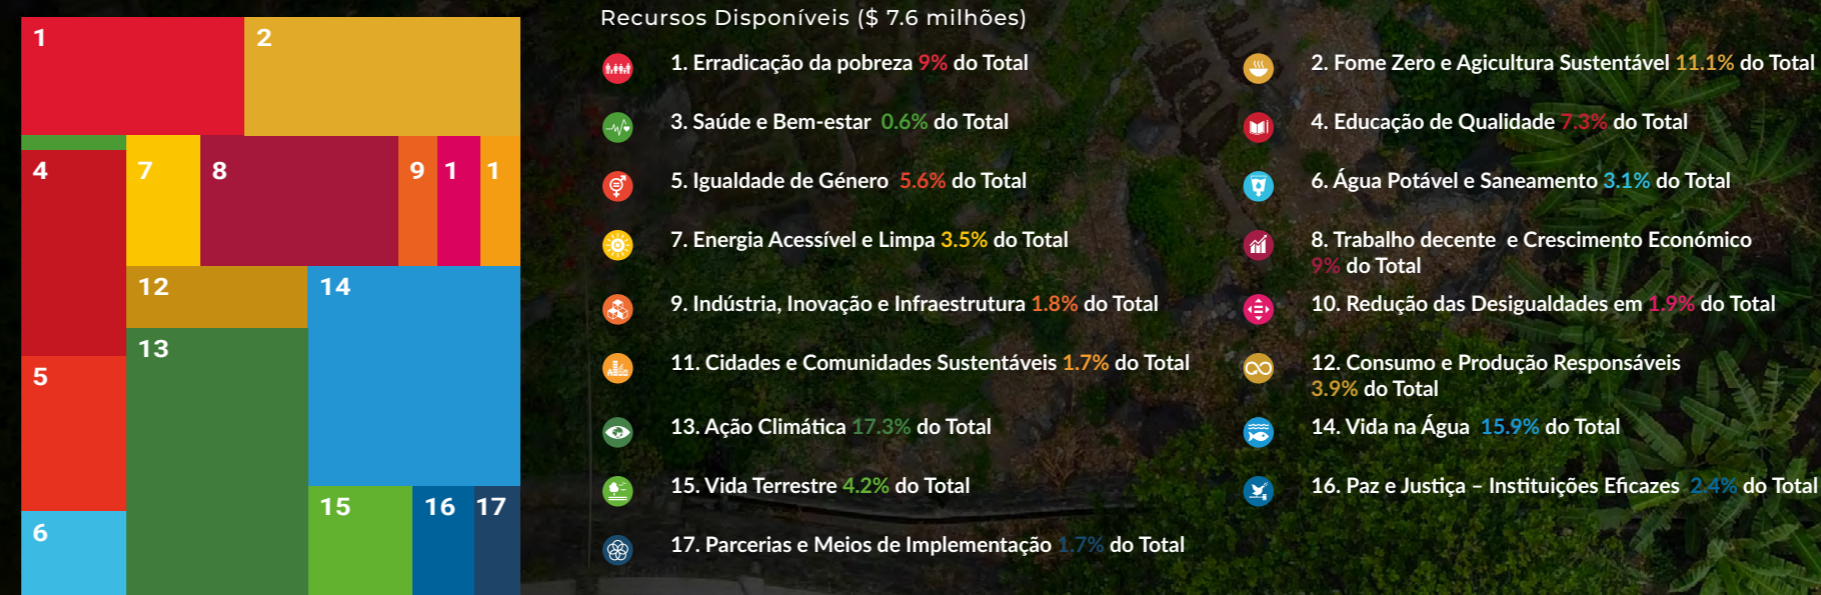 1
2
4
7
8
9
1
1
12
14
13
5
15
16
17
6
Recursos Disponíveis ($ 7.6 milhões)
1. Erradicação da pobreza 9% do Total
2. Fome Zero e Agicultura Sustentável 11.1% do Total
3. Saúde e Bem-estar 0.6% do Total
4. Educação de Qualidade 7.3% do Total
5. Igualdade de Género 5.6% do Total
6. Água Potável e Saneamento 3.1% do Total
7. Energia Acessível e Limpa 3.5% do Total
8. Trabalho decente e Crescimento Económico
9% do Total
9. Indústria, Inovação e Infraestrutura 1.8% do Total
10. Redução das Desigualdades em 1.9% do Total
11. Cidades e Comunidades Sustentáveis 1.7% do Total
12. Consumo e Produção Responsáveis
3.9% do Total
13. Ação Climática 17.3% do Total
14. Vida na Água 15.9% do Total
15. Vida Terrestre 4.2% do Total
16. Paz e Justiça – Instituições Eficazes 2.4% do Total
17. Parcerias e Meios de Implementação 1.7% do Total